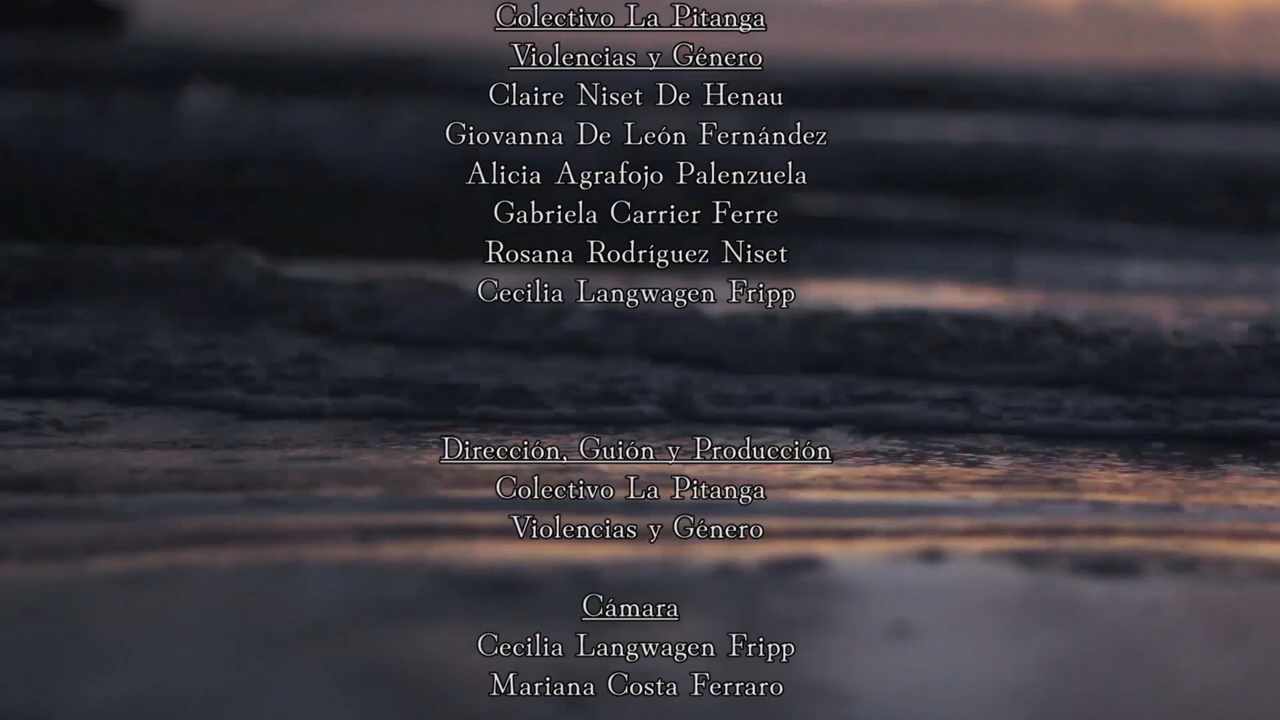 Colectivo La Pitanga
Violencias y Género
Claire Niset De Henau
Giovanna De León Fernández
Alicia Agrafojo Palenzuela
Gabriela Carrier Ferre
Rosana Rodríguez Niset
Cecilia Langwagen Fripp
Dirección, Guión y Producción
Colectivo La Pitanga
Violencias y Género
Cámara
Cecilia Langwagen Fripp
Mariana Costa Ferraro